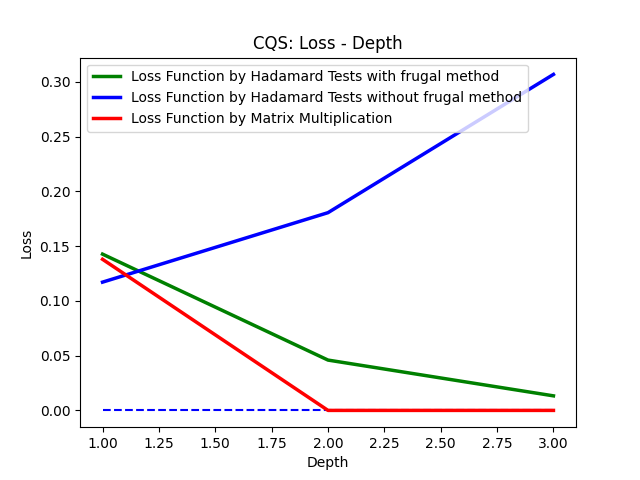 CQS: Loss - Depth
Loss Function by Hadamard Tests with frugal method
Loss Function by Hadamard Tests without frugal method
Loss Function by Matrix Multiplication
Loss
0.30
0.25
0.20
0.15
0.10
0.05
0.00
1.00 1.25 1.50 1.75 2.00 2.25 2.50 2.75 3.00
Depth